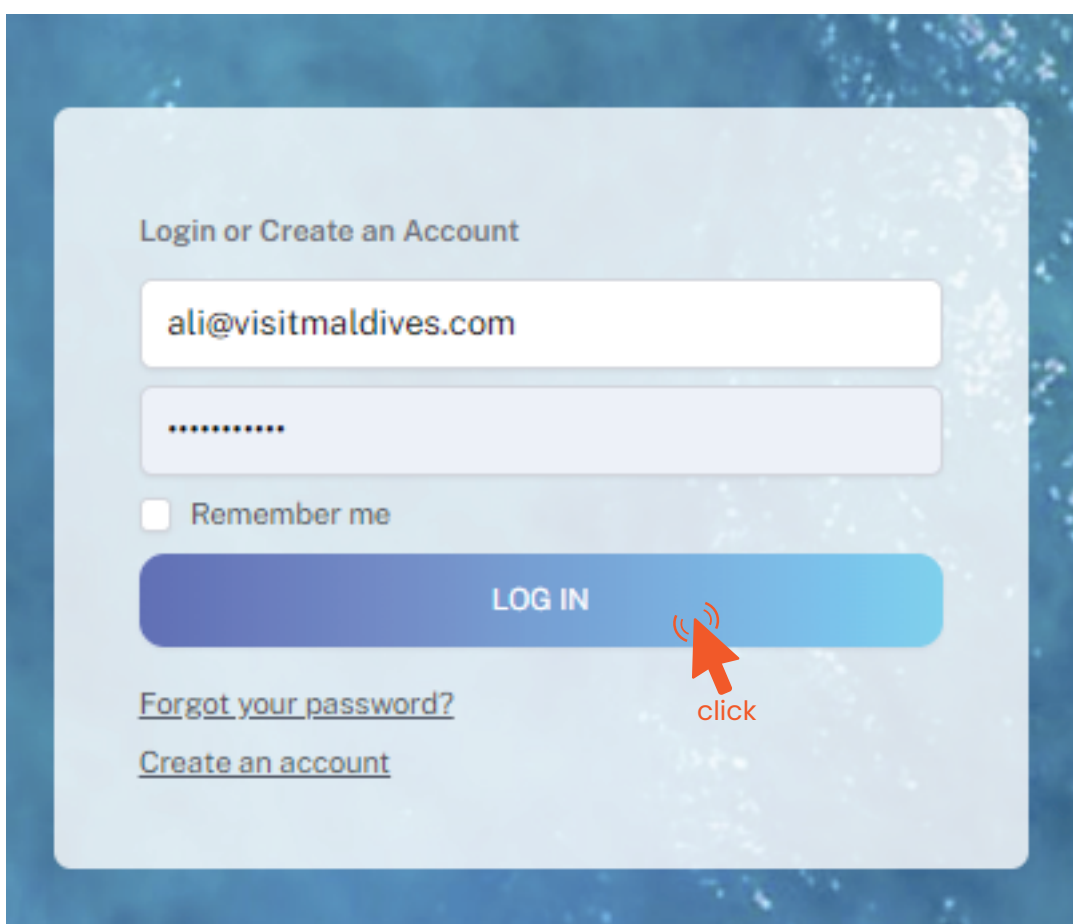 Login or Create an Account
ali@visitmaldives.com
•••••••••••
Remember me
LOG IN
click
Forgot your password?
Create an account